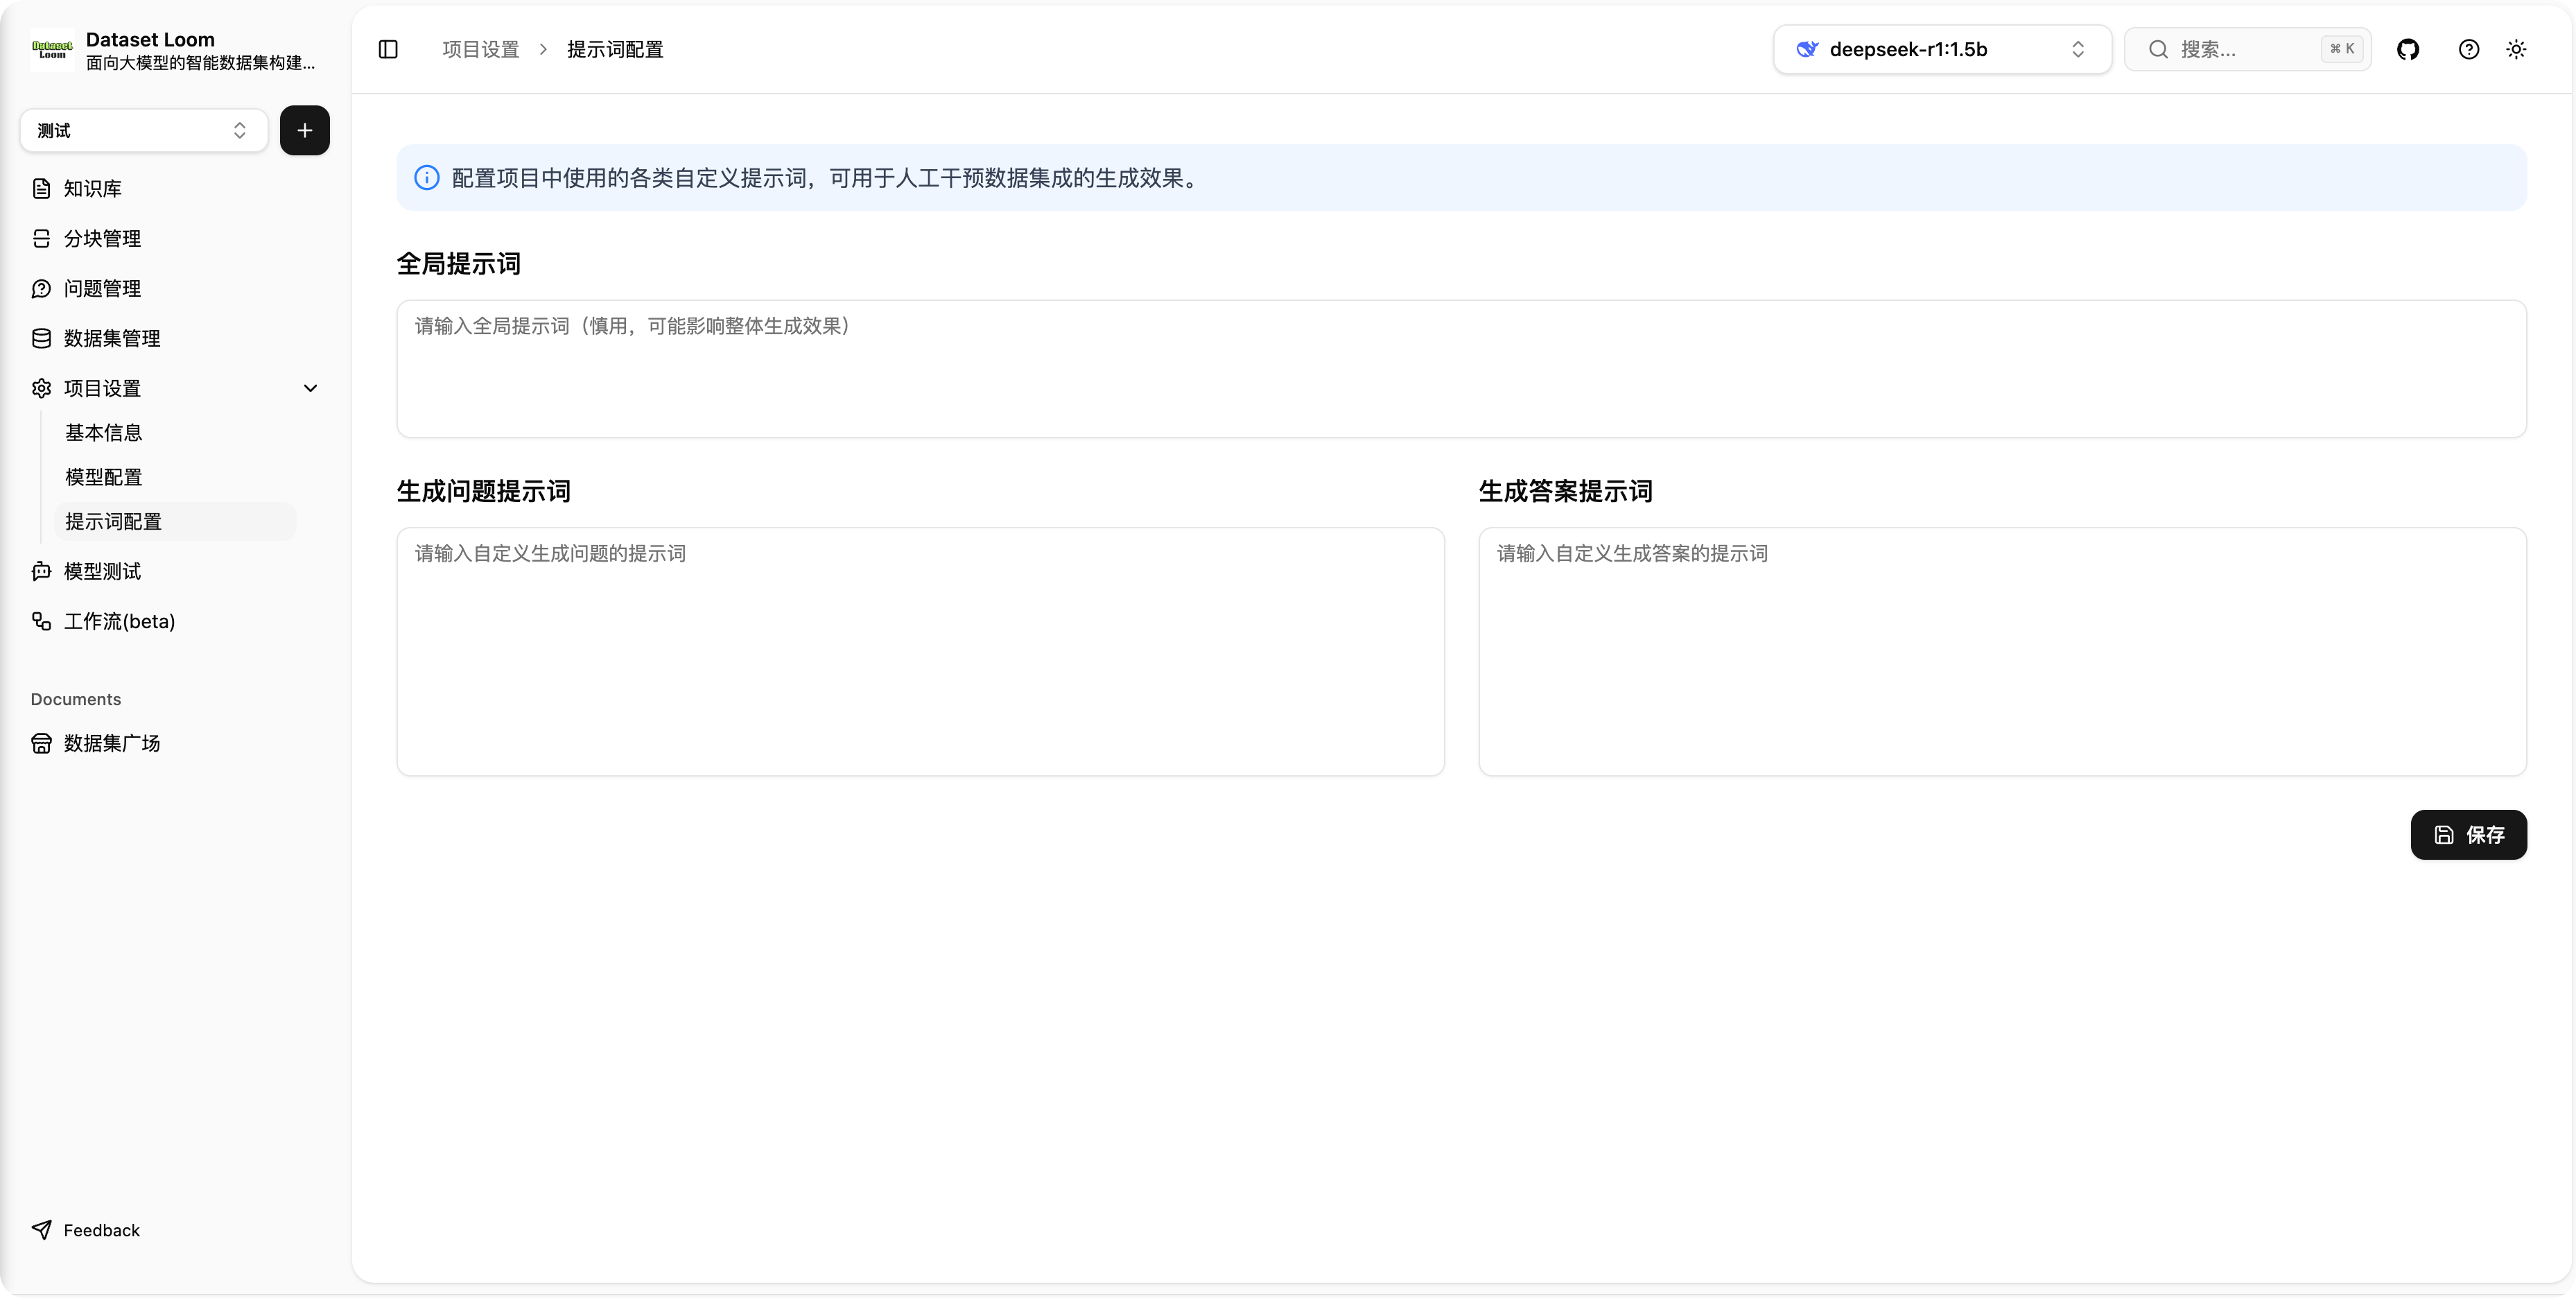 Dataset Loom
Dataset Loom
面向大模型的智能数据集构建...
测试
知识库
分块管理
问题管理
数据集管理
项目设置
基本信息
模型配置
提示词配置
模型测试
工作流(beta)
Documents
数据集广场
Feedback
项目设置 > 提示词配置
deepseek-r1:1.5b
搜索...
⌘ K
配置项目中使用的各类自定义提示词，可用于人工干预数据集成的生成效果。
全局提示词
请输入全局提示词（慎用，可能影响整体生成效果）
生成问题提示词
请输入自定义生成问题的提示词
生成答案提示词
请输入自定义生成答案的提示词
保存